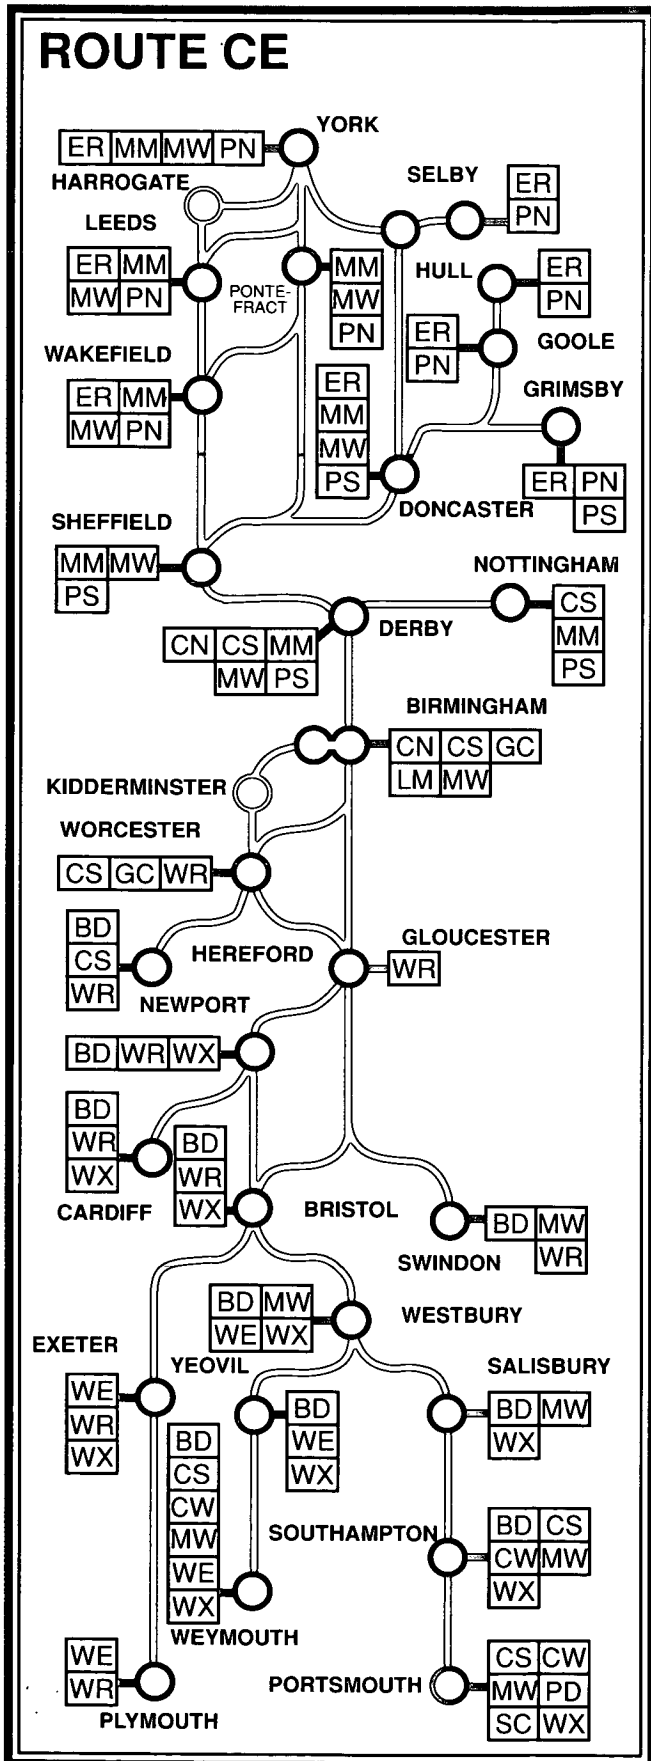 ROUTE CE
YORK
ER MM MW PN
HARROGATE
SELBY
ER
PN
LEEDS
ER MM
MW PN
PONTE-
FRACT
MM
MW
PN
HULL
ER
PN
ER
PN
GOOLE
WAKEFIELD
ER MM
MW PN
ER
MM
MW
PS
GRIMSBY
ER PN
PS
DONCASTER
SHEFFIELD
MM MW
PS
NOTTINGHAM
CS
MM
PS
DERBY
CN CS MM
MW PS
BIRMINGHAM
CN CS GC
LM MW
KIDDERMINSTER
WORCESTER
CS GC WR
BD
CS
WR
HEREFORD
GLOUCESTER
WR
NEWPORT
BD WR WX
BD
WR
WX
CARDIFF
BD
WR
WX
BRISTOL
BD MW
WR
SWINDON
BD MW
WE WX
WESTBURY
EXETER
WE
WR
WX
YEOVIL
BD
WE
WX
SALISBURY
BD MW
WX
BD
CS
CW
MW
WE
WX
WEYMOUTH
SOUTHAMPTON
BD CS
CW MW
WX
WE
WR
PLYMOUTH
PORTSMOUTH
CS CW
MW PD
SC WX